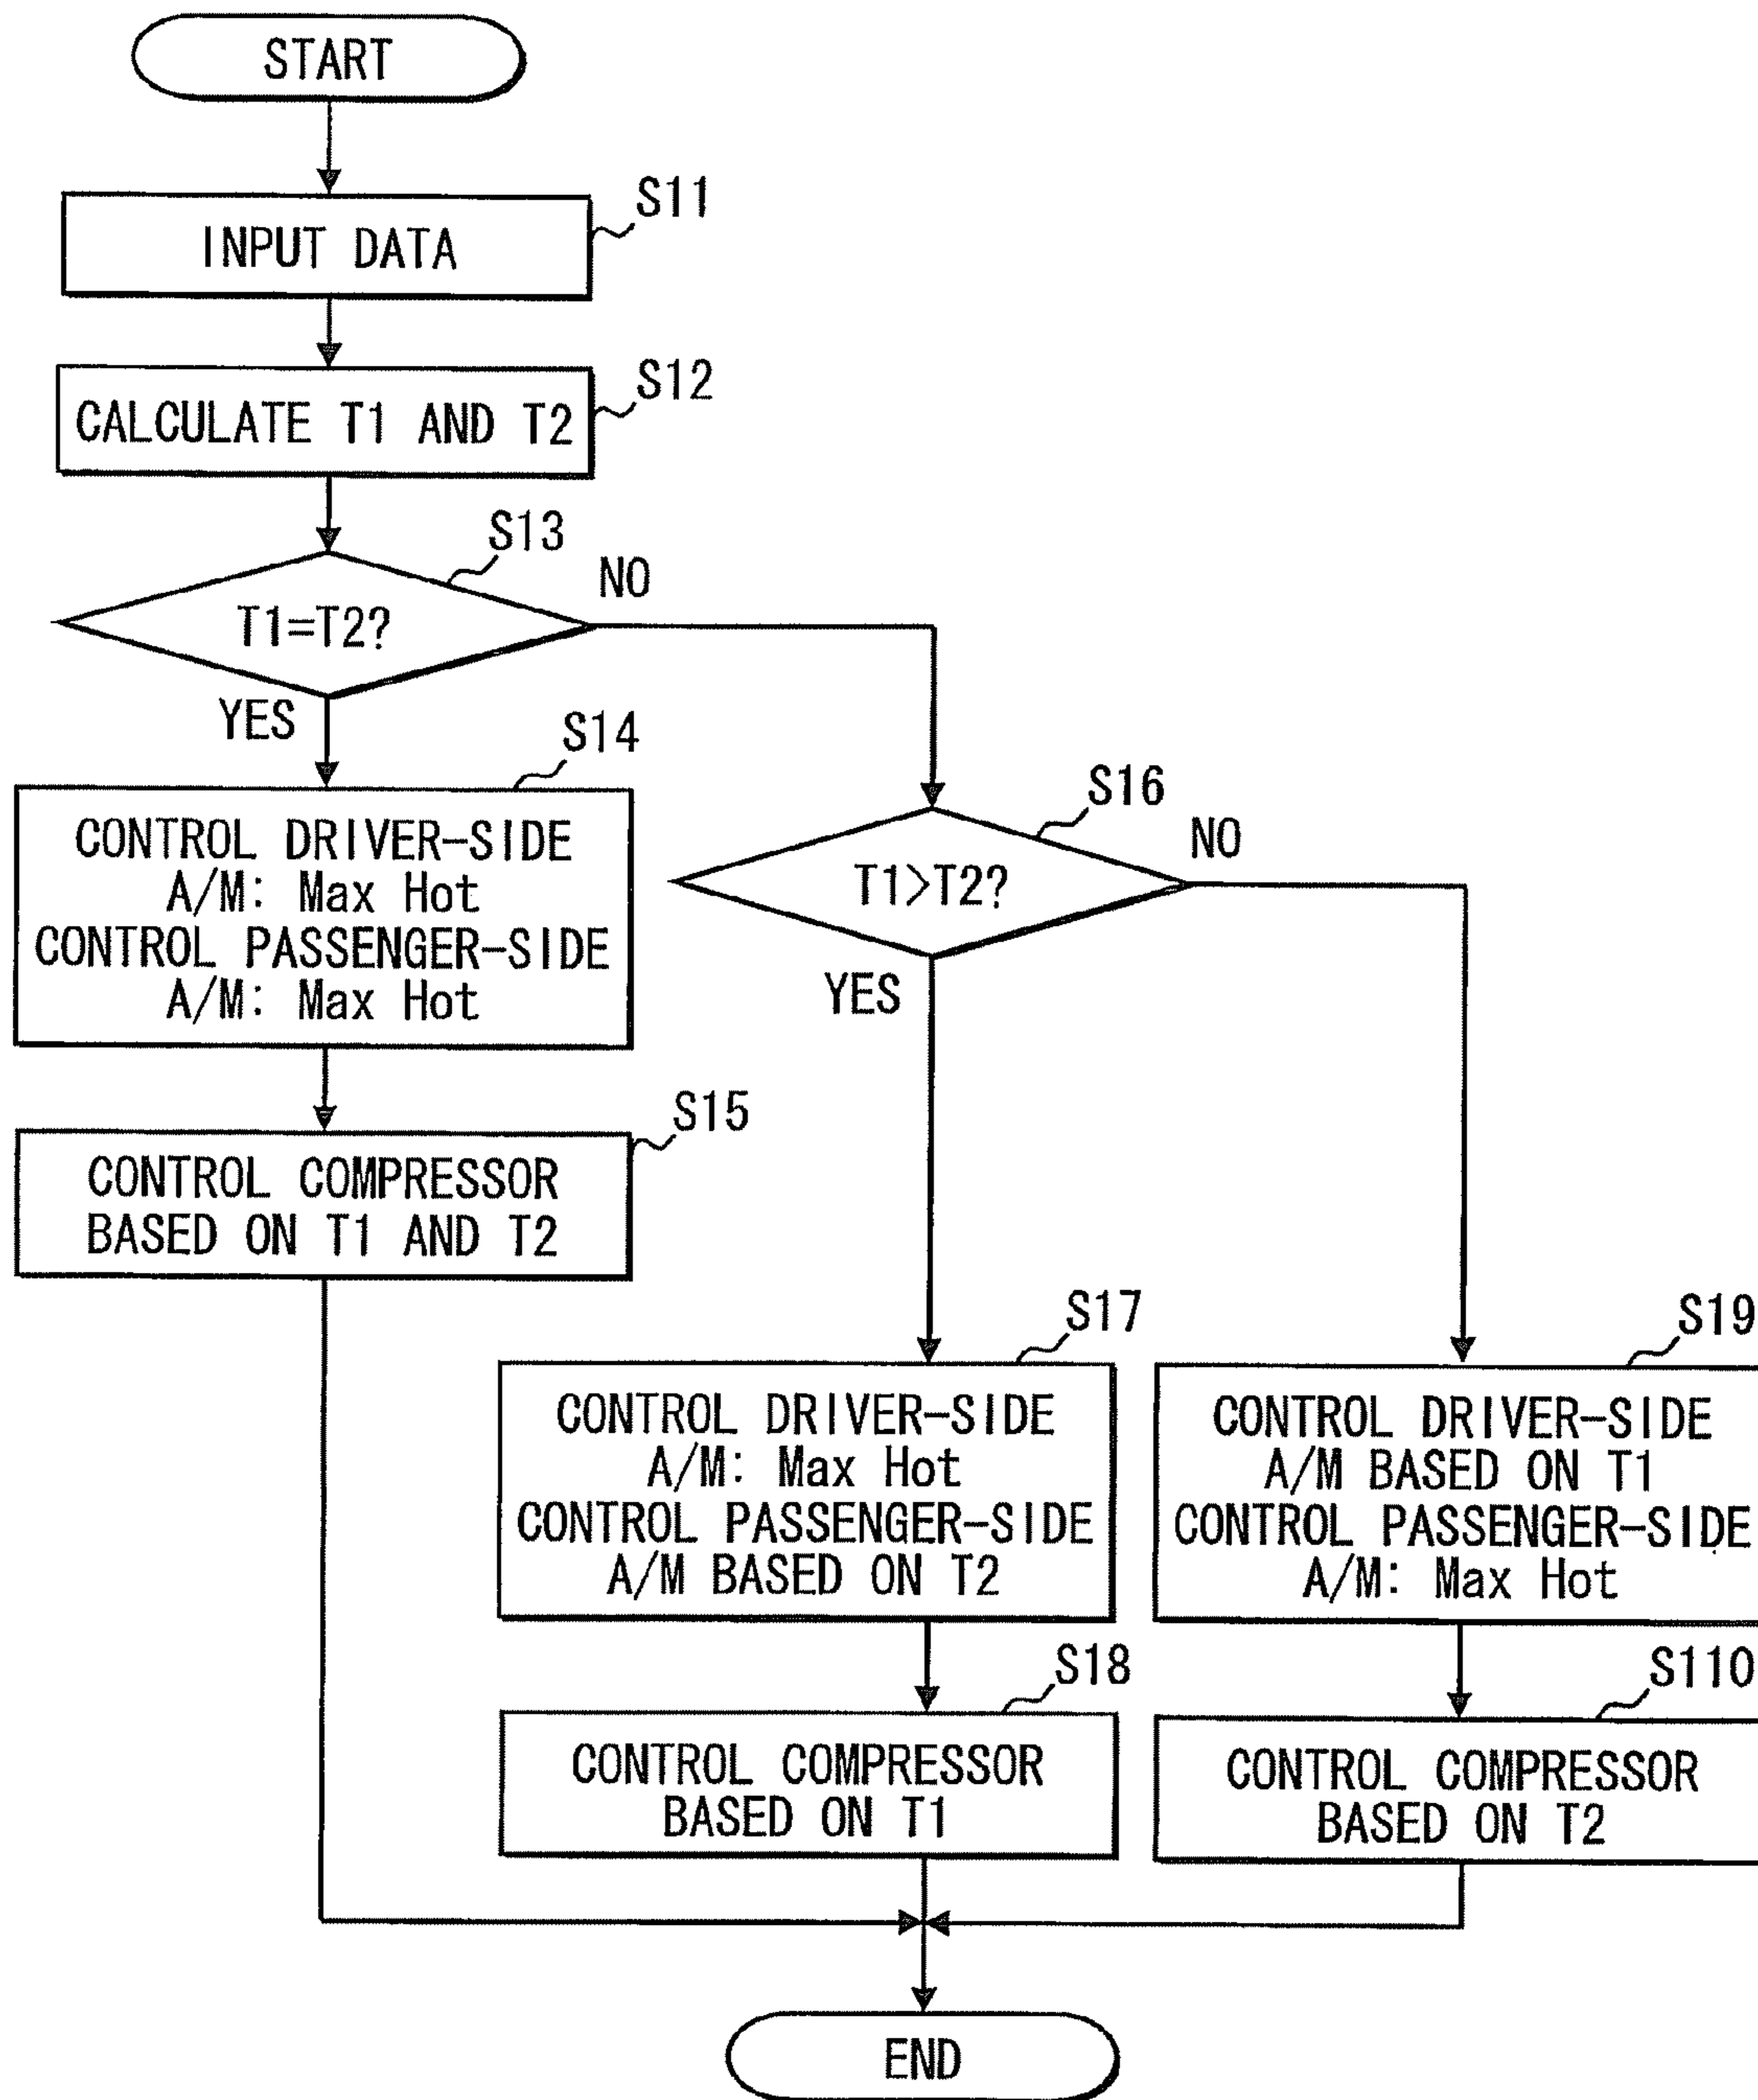 START
S11
INPUT DATA
S12
CALCULATE T1 AND T2
S13
NO
T1=T2?
YES
S14
CONTROL DRIVER-SIDE
A/M: Max Hot
CONTROL PASSENGER-SIDE
A/M: Max Hot
S15
CONTROL COMPRESSOR
BASED ON T1 AND T2
S16
NO
T1>T2?
YES
S17
CONTROL DRIVER-SIDE
A/M: Max Hot
CONTROL PASSENGER-SIDE
A/M BASED ON T2
S18
CONTROL COMPRESSOR
BASED ON T1
S19
CONTROL DRIVER-SIDE
A/M BASED ON T1
CONTROL PASSENGER-SIDE
A/M: Max Hot
S110
CONTROL COMPRESSOR
BASED ON T2
END